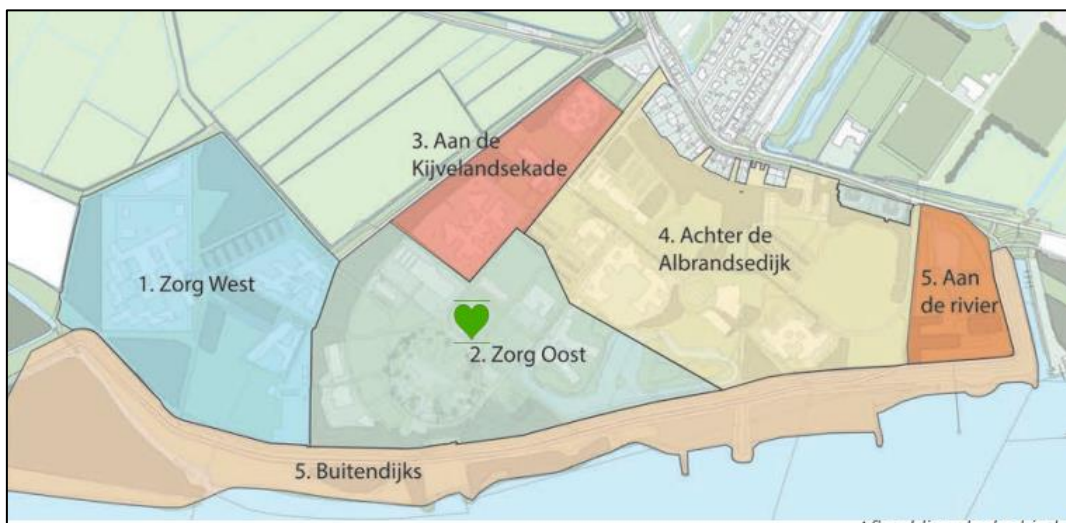 3. Aan de
Kijvelandsekade
1. Zorg West
4. Achter de
Albrandsedijk
5. Aan
de rivier
2. Zorg Oost
5. Buitendijks